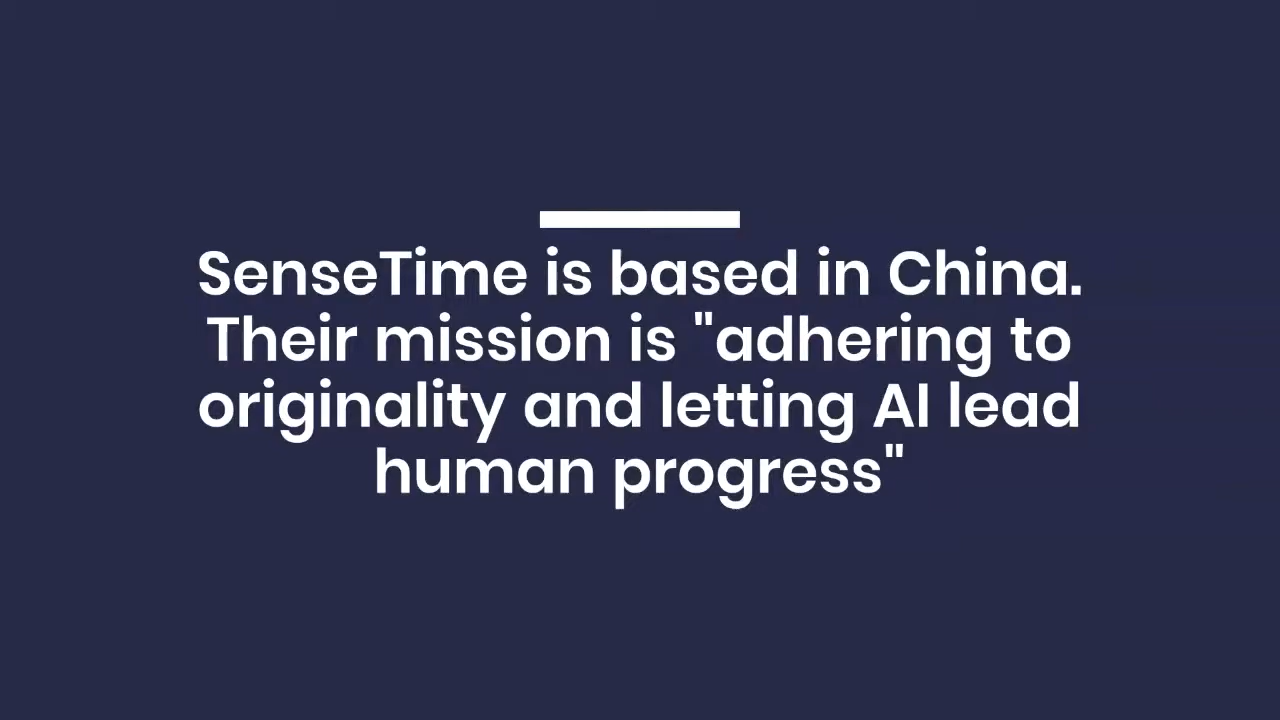 SenseTime is based in China.
Their mission is "adhering to
originality and letting AI lead
human progress"